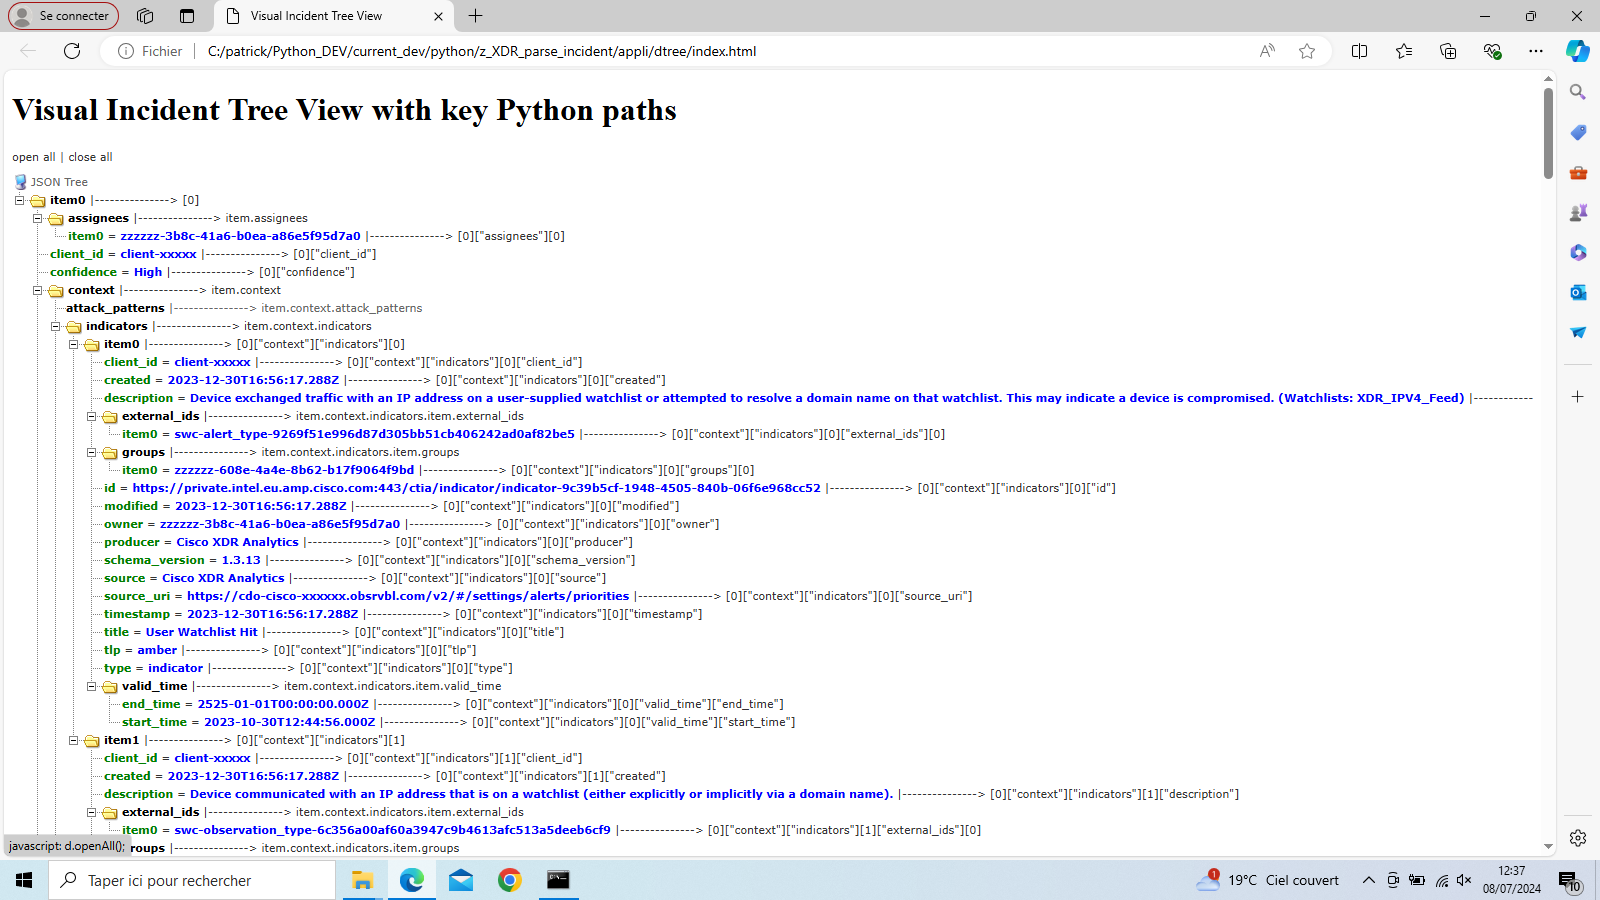 Se connecter
Visual Incident Tree View
Fichier
C:/patrick/Python_DEV/current_dev/python/z_XDR_parse_incident/appli/dtree/index.html
Visual Incident Tree View with key Python paths
open all | close all
JSON Tree
item0 |---------------> [0]
assignees |---------------> item.assignees
item0 = zzzzzz-3b8c-41a6-b0ea-a86e5f95d7a0 |---------------> [0]["assignees"][0]
client_id = client-xxxxx |---------------> [0]["client_id"]
confidence = High |---------------> [0]["confidence"]
context |---------------> item.context
attack_patterns |---------------> item.context.attack_patterns
indicators |---------------> item.context.indicators
item0 |---------------> [0]["context"]["indicators"][0]
client_id = client-xxxxx |---------------> [0]["context"]["indicators"][0]["client_id"]
created = 2023-12-30T16:56:17.288Z |---------------> [0]["context"]["indicators"][0]["created"]
description = Device exchanged traffic with an IP address on a user-supplied watchlist or attempted to resolve a domain name on that watchlist. This may indicate a device is compromised. (Watchlists: XDR_IPV4_Feed) |------------
external_ids |---------------> item.context.indicators.item.external_ids
item0 = swc-alert_type-9269f51e996d87d305bb51cb406242ad0af82be5 |---------------> [0]["context"]["indicators"][0]["external_ids"][0]
groups |---------------> item.context.indicators.item.groups
item0 = zzzzzz-608e-4a4e-8b62-b17f9064f9bd |---------------> [0]["context"]["indicators"][0]["groups"][0]
id = https://private.intel.eu.amp.cisco.com:443/ctia/indicator/indicator-9c39b5cf-1948-4505-840b-06f6e968cc52 |---------------> [0]["context"]["indicators"][0]["id"]
modified = 2023-12-30T16:56:17.288Z |---------------> [0]["context"]["indicators"][0]["modified"]
owner = zzzzzz-3b8c-41a6-b0ea-a86e5f95d7a0 |---------------> [0]["context"]["indicators"][0]["owner"]
producer = Cisco XDR Analytics |---------------> [0]["context"]["indicators"][0]["producer"]
schema_version = 1.3.13 |---------------> [0]["context"]["indicators"][0]["schema_version"]
source = Cisco XDR Analytics |---------------> [0]["context"]["indicators"][0]["source"]
source_uri = https://cdo-cisco-xxxxxx.obsrvbl.com/v2/#/settings/alerts/priorities |---------------> [0]["context"]["indicators"][0]["source_uri"]
timestamp = 2023-12-30T16:56:17.288Z |---------------> [0]["context"]["indicators"][0]["timestamp"]
title = User Watchlist Hit |---------------> [0]["context"]["indicators"][0]["title"]
tlp = amber |---------------> [0]["context"]["indicators"][0]["tlp"]
type = indicator |---------------> [0]["context"]["indicators"][0]["type"]
valid_time |---------------> item.context.indicators.item.valid_time
end_time = 2525-01-01T00:00:00.000Z |---------------> [0]["context"]["indicators"][0]["valid_time"]["end_time"]
start_time = 2023-10-30T12:44:56.000Z |---------------> [0]["context"]["indicators"][0]["valid_time"]["start_time"]
item1 |---------------> [0]["context"]["indicators"][1]
client_id = client-xxxxx |---------------> [0]["context"]["indicators"][1]["client_id"]
created = 2023-12-30T16:56:17.288Z |---------------> [0]["context"]["indicators"][1]["created"]
description = Device communicated with an IP address that is on a watchlist (either explicitly or implicitly via a domain name). |---------------> [0]["context"]["indicators"][1]["description"]
external_ids |---------------> item.context.indicators.item.external_ids
item0 = swc-observation_type-6c356a00af60a3947c9b4613afc513a5deeb6cf9 |---------------> [0]["context"]["indicators"][1]["external_ids"][0]
javascript: d.openAll();
roups |---------------> item.context.indicators.item.groups
Taper ici pour rechercher
1
19°C Ciel couvert
12:37
08/07/2024
10